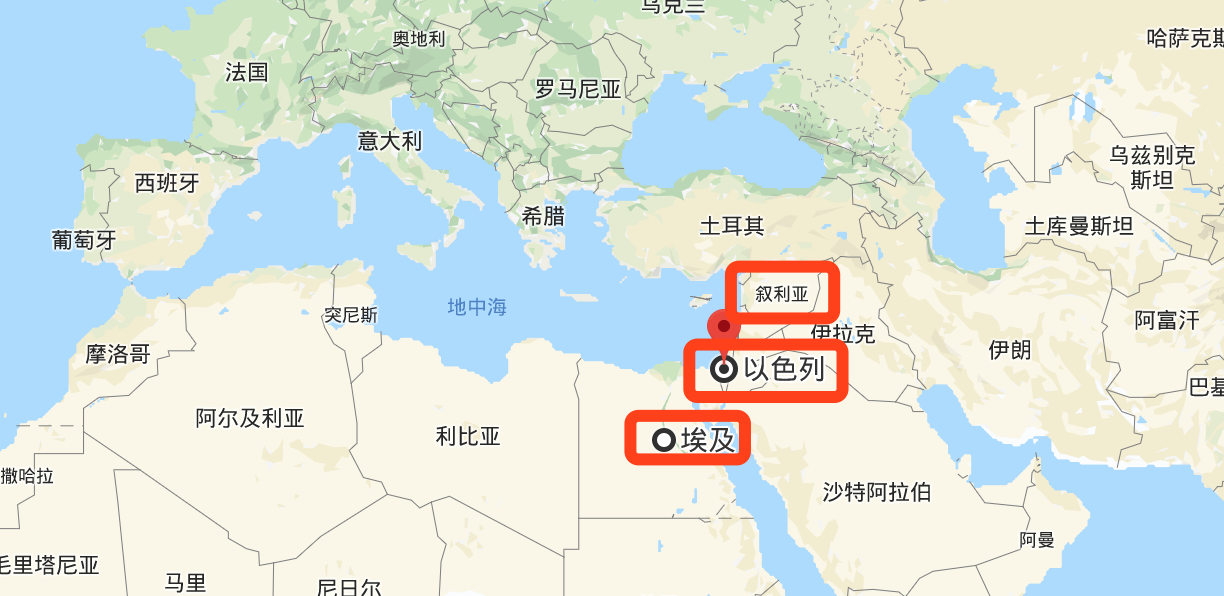 乌克兰
奥地利
哈萨克斯
法国
罗马尼亚
意大利
乌兹别克
斯坦
西班牙
希腊
土耳其
土库曼斯坦
葡萄牙
叙利亚
地中海
突尼斯
阿富汗
伊拉克
摩洛哥
伊朗
以色列
巴基
阿尔及利亚
利比亚
埃及
撒哈拉
沙特阿拉伯
阿曼
毛里塔尼亚
马里
尼日尔